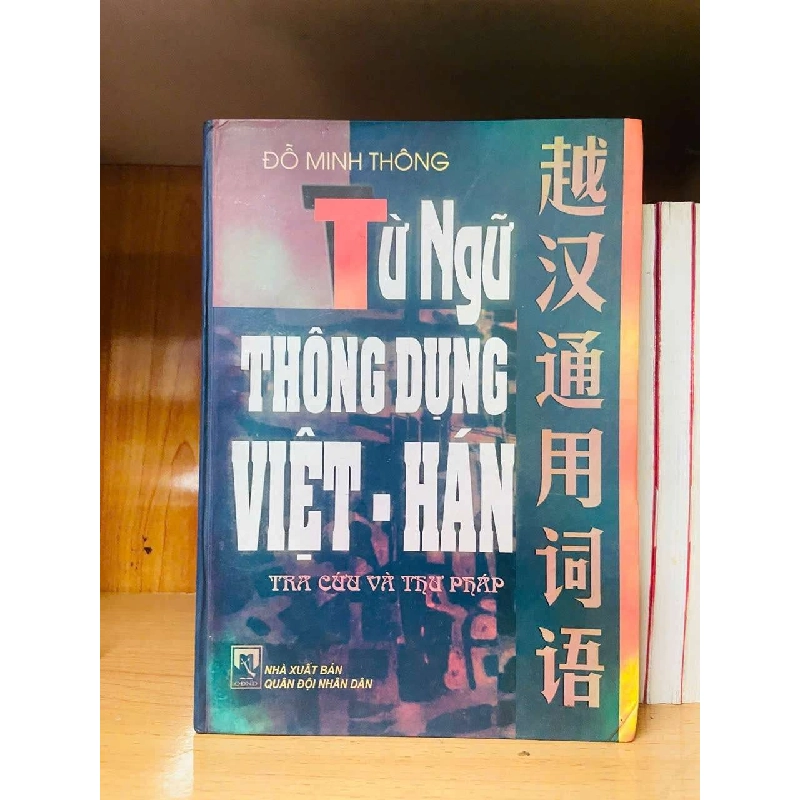 ĐỖ MINH THÔNG
TỪ NGỮ
THÔNG DỤNG
VIỆT - HÁN
TRA CỨU VÀ THƯ PHÁP
NHÀ XUẤT BẢN
QUÂN ĐỘI NHÂN DÂN
越汉通用词语